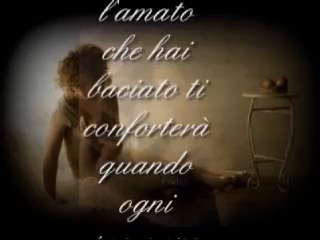 l'amato
che hai
baciato ti
conforterà
quando
ogni